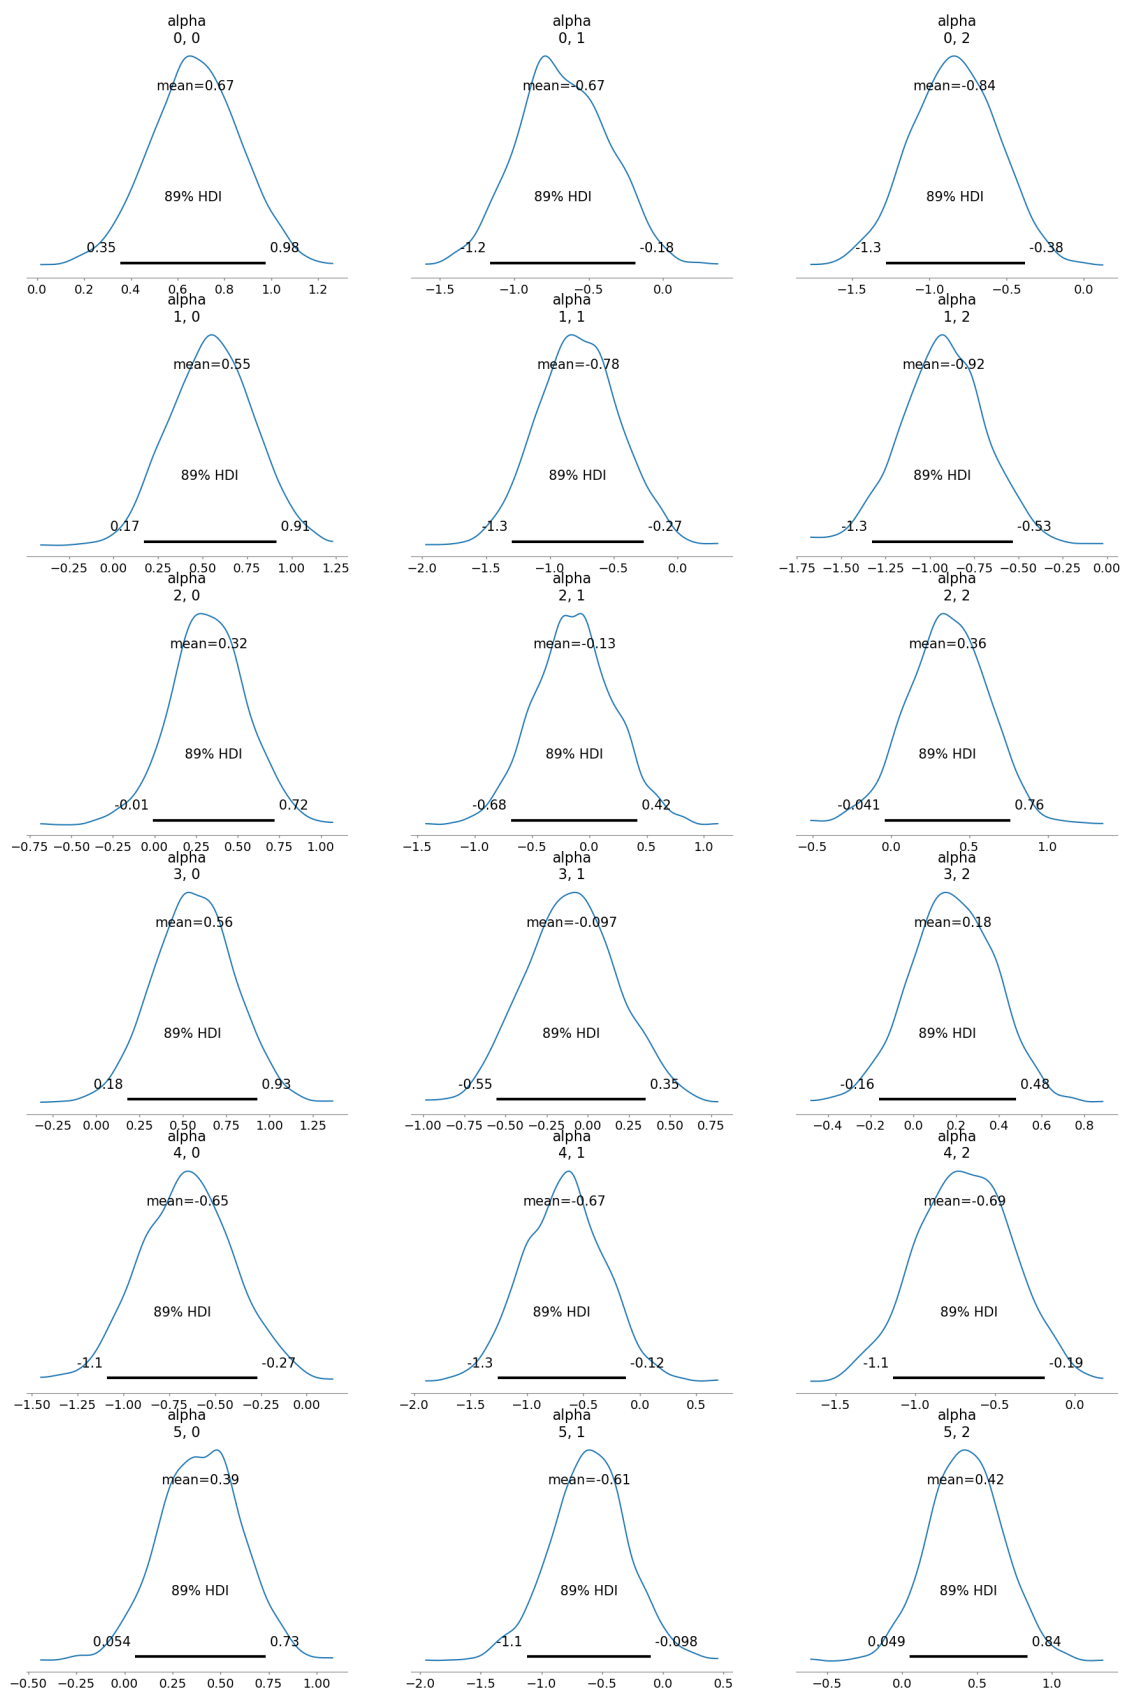 alpha
0, 0
alpha
0, 1
alpha
0, 2
mean=0.67
mean=-0.67
mean=-0.84
89% HDI
89% HDI
89% HDI
0.35 0.98
-1.2 -0.18
-1.3 -0.38
0.0 0.2 0.4 0.6 0.8 1.0 1.2
−1.5 −1.0 −0.5 0.0
−1.5 −1.0 −0.5 0.0
alpha
1, 0
alpha
1, 1
alpha
1, 2
mean=0.55
mean=-0.78
mean=-0.92
89% HDI
89% HDI
89% HDI
0.17 0.91
-1.3 -0.27
-1.3 -0.53
−0.25 0.00 0.25 0.50 0.75 1.00 1.25
−2.0 −1.5 −1.0 −0.5 0.0
−1.75 −1.50 −1.25 −1.00 −0.75 −0.50 −0.25 0.00
alpha
2, 0
alpha
2, 1
alpha
2, 2
mean=0.32
mean=-0.13
mean=0.36
89% HDI
89% HDI
89% HDI
-0.01 0.72
-0.68 0.42
-0.041 0.76
−0.75 −0.50 −0.25 0.00 0.25 0.50 0.75 1.00
−1.5 −1.0 −0.5 0.0 0.5 1.0
−0.5 0.0 0.5 1.0
alpha
3, 0
alpha
3, 1
alpha
3, 2
mean=0.56
mean=-0.097
mean=0.18
89% HDI
89% HDI
89% HDI
0.18 0.93
-0.55 0.35
-0.16 0.48
−0.25 0.00 0.25 0.50 0.75 1.00 1.25
−1.00 −0.75 −0.50 −0.25 0.00 0.25 0.50 0.75
−0.4 −0.2 0.0 0.2 0.4 0.6 0.8
alpha
4, 0
alpha
4, 1
alpha
4, 2
mean=-0.65
mean=-0.67
mean=-0.69
89% HDI
89% HDI
89% HDI
-1.1 -0.27
-1.3 -0.12
-1.1 -0.19
−1.50 −1.25 −1.00 −0.75 −0.50 −0.25 0.00
−2.0 −1.5 −1.0 −0.5 0.0 0.5
−1.5 −1.0 −0.5 0.0
alpha
5, 0
alpha
5, 1
alpha
5, 2
mean=0.39
mean=-0.61
mean=0.42
89% HDI
89% HDI
89% HDI
0.054 0.73
-1.1 -0.098
0.049 0.84
−0.50 −0.25 0.00 0.25 0.50 0.75 1.00
−2.0 −1.5 −1.0 −0.5 0.0 0.5
−0.5 0.0 0.5 1.0